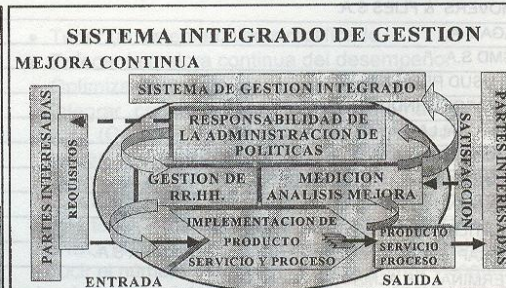 SISTEMA INTEGRADO DE GESTION
MEJORA CONTINUA
SISTEMA DE GESTION INTEGRADO
RESPONSABILIDAD DE
LA ADMINISTRACION DE
POLITICAS
GESTION DE
RR.HH.
MEDICION
ANALISIS MEJORA
IMPLEMENTACION DE
PRODUCTO
SERVICIO Y PROCESO
PARTES INTERESADAS
REQUISITOS
SATISFACCION
PARTES INTERESADAS
PRODUCTO
SERVICIO
PROCESO
ENTRADA
SALIDA